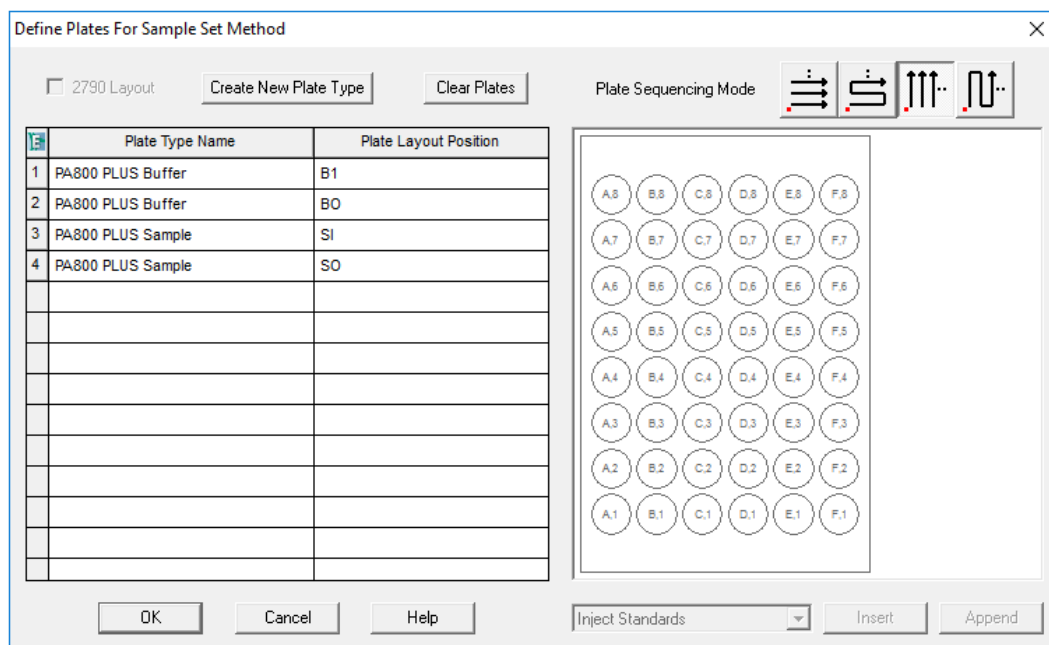 Define Plates For Sample Set Method
2790 Layout
Create New Plate Type
Clear Plates
Plate Sequencing Mode
Plate Type Name Plate Layout Position
1 PA800 PLUS Buffer B1
2 PA800 PLUS Buffer BO
3 PA800 PLUS Sample SI
4 PA800 PLUS Sample SO
A,8 B,8 C,8 D,8 E,8 F,8
A,7 B,7 C,7 D,7 E,7 F,7
A,6 B,6 C,6 D,6 E,6 F,6
A,5 B,5 C,5 D,5 E,5 F,5
A,4 B,4 C,4 D,4 E,4 F,4
A,3 B,3 C,3 D,3 E,3 F,3
A,2 B,2 C,2 D,2 E,2 F,2
A,1 B,1 C,1 D,1 E,1 F,1
OK
Cancel
Help
Inject Standards
Insert
Append